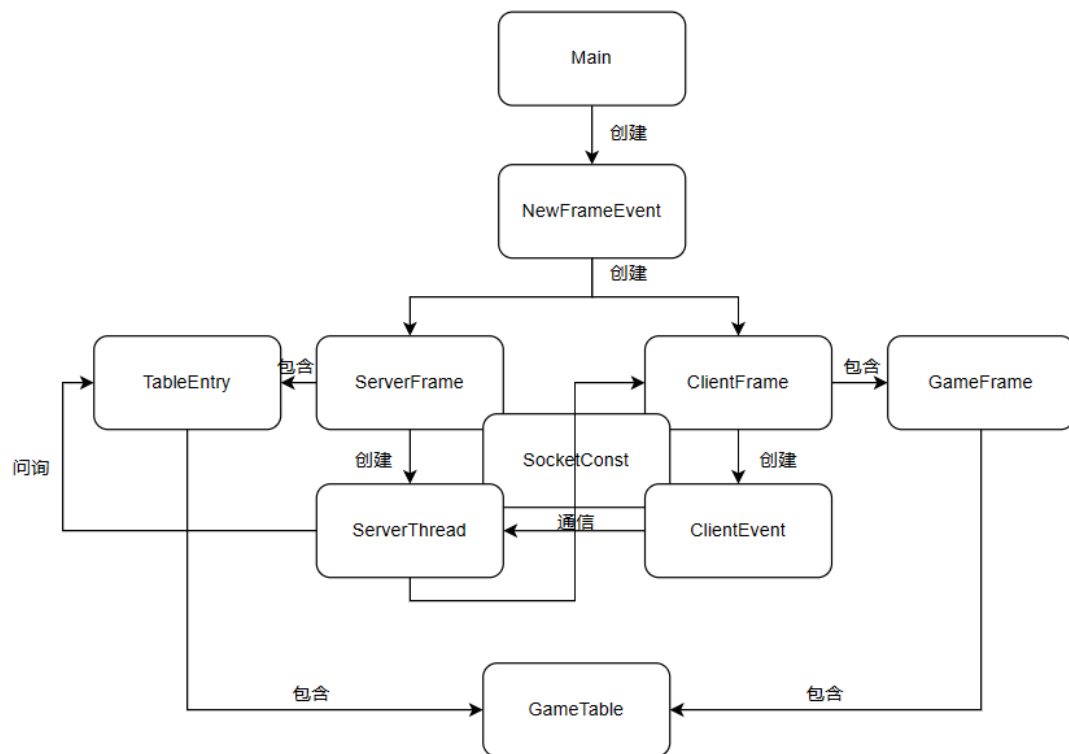 Main
创建
NewFrameEvent
创建
TableEntry
包含
ServerFrame
ClientFrame
包含
GameFrame
问询
创建
SocketConst
创建
ServerThread
通信
ClientEvent
包含
GameTable
包含